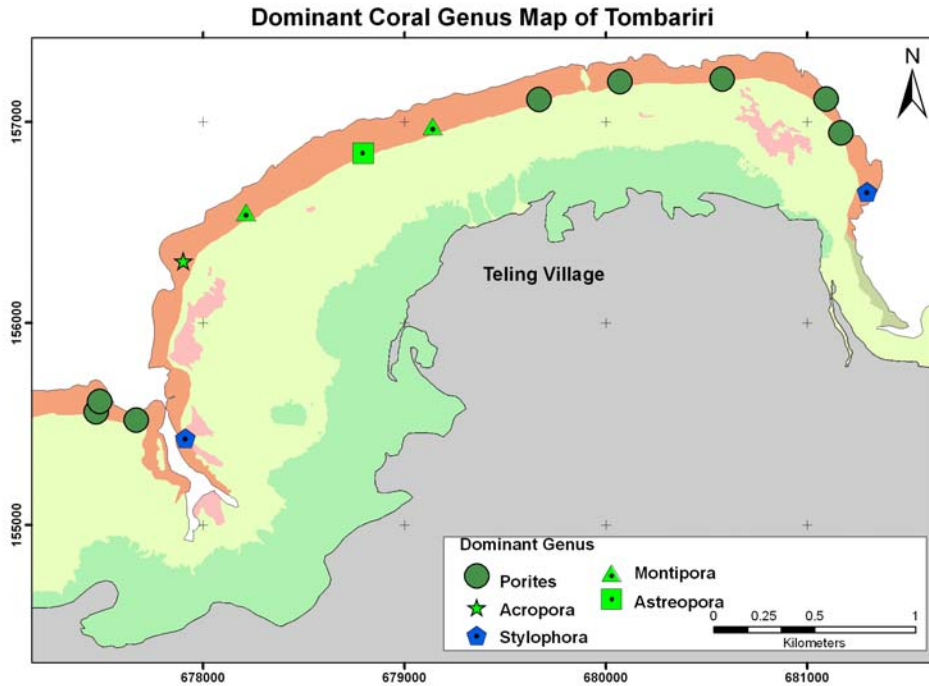 Dominant Coral Genus Map of Tombariri
N
157000
156000
155000
Teling Village
Dominant Genus
Porites
Acropora
Stylophora
Montipora
Astreopora
0 0.25 0.5 1
Kilometers
678000 679000 680000 681000